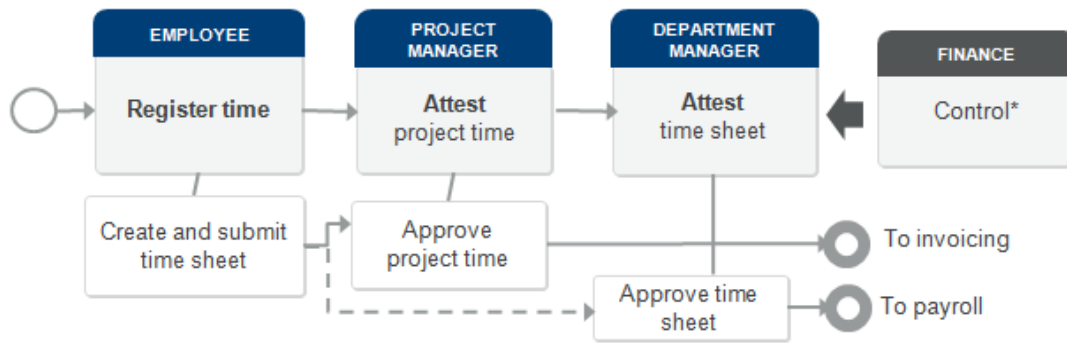 EMPLOYEE
Register time
PROJECT
MANAGER
Attest
project time
DEPARTMENT
MANAGER
Attest
time sheet
FINANCE
Control*
Create and submit
time sheet
Approve
project time
To invoicing
Approve time
sheet
To payroll